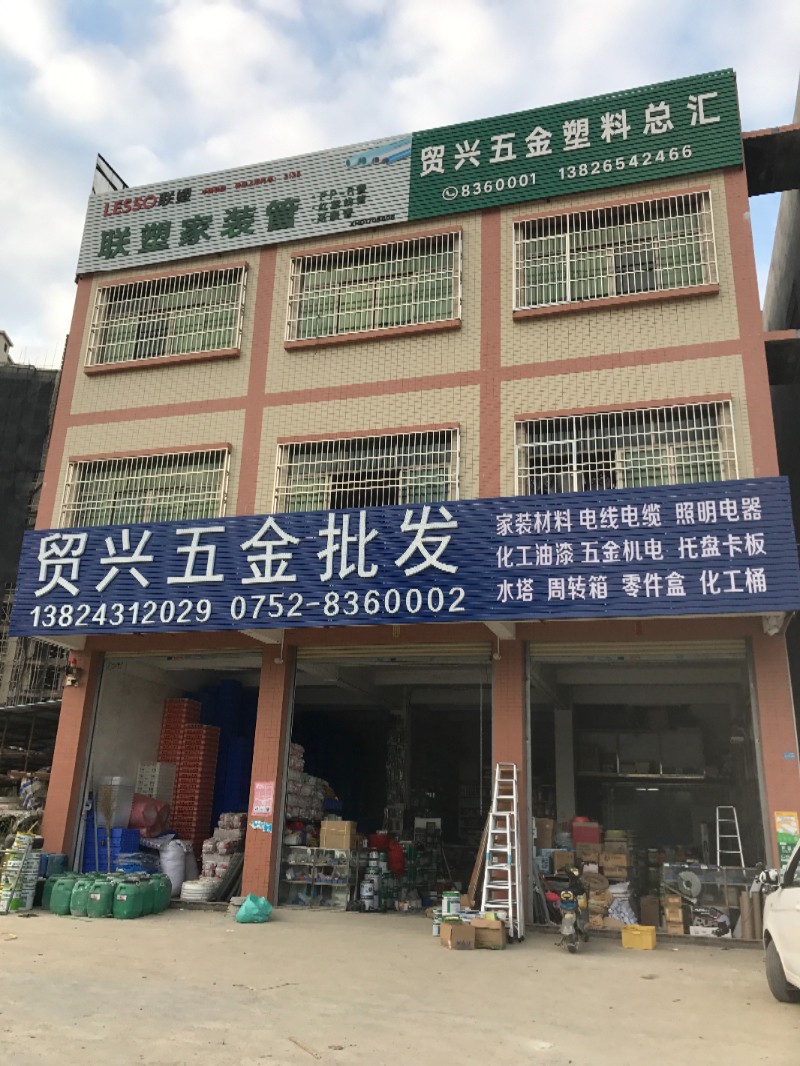 LESSO联塑
联塑家装管
贸兴五金塑料总汇
8360001 13826542466
贸兴五金批发
13824312029 0752-8360002
家装材料 电线电缆 照明电器
化工油漆 五金机电 托盘卡板
水塔 周转箱 零件盒 化工桶